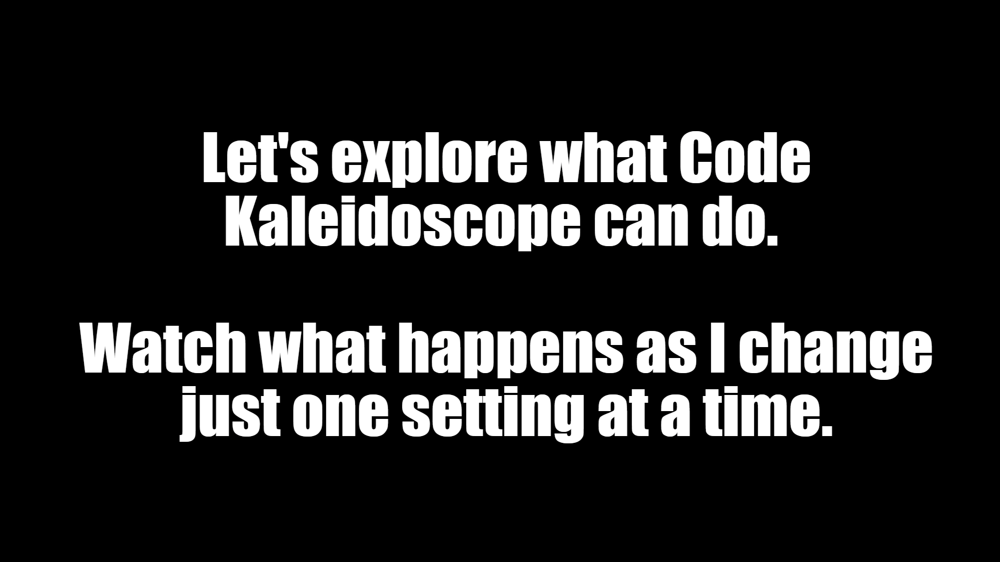 Let's explore what Code
Kaleidoscope can do.
Watch what happens as I change
just one setting at a time.